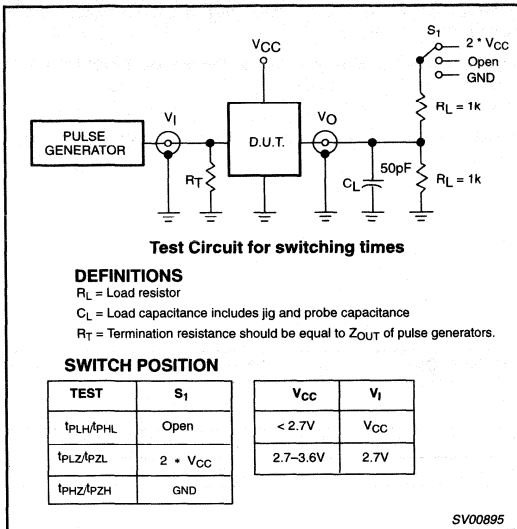 S1
2 * VCC
Open
GND
VCC
RL = 1k
VI
VO
PULSE
GENERATOR
D.U.T.
RT
50pF
CL
RL = 1k
Test Circuit for switching times
DEFINITIONS
RL = Load resistor
CL = Load capacitance includes jig and probe capacitance
RT = Termination resistance should be equal to ZOUT of pulse generators.
SWITCH POSITION
TEST S1
tPLH/tPHL Open
tPLZ/tPZL 2 * VCC
tPHZ/tPZH GND
VCC VI
< 2.7V VCC
2.7–3.6V 2.7V
SV00895